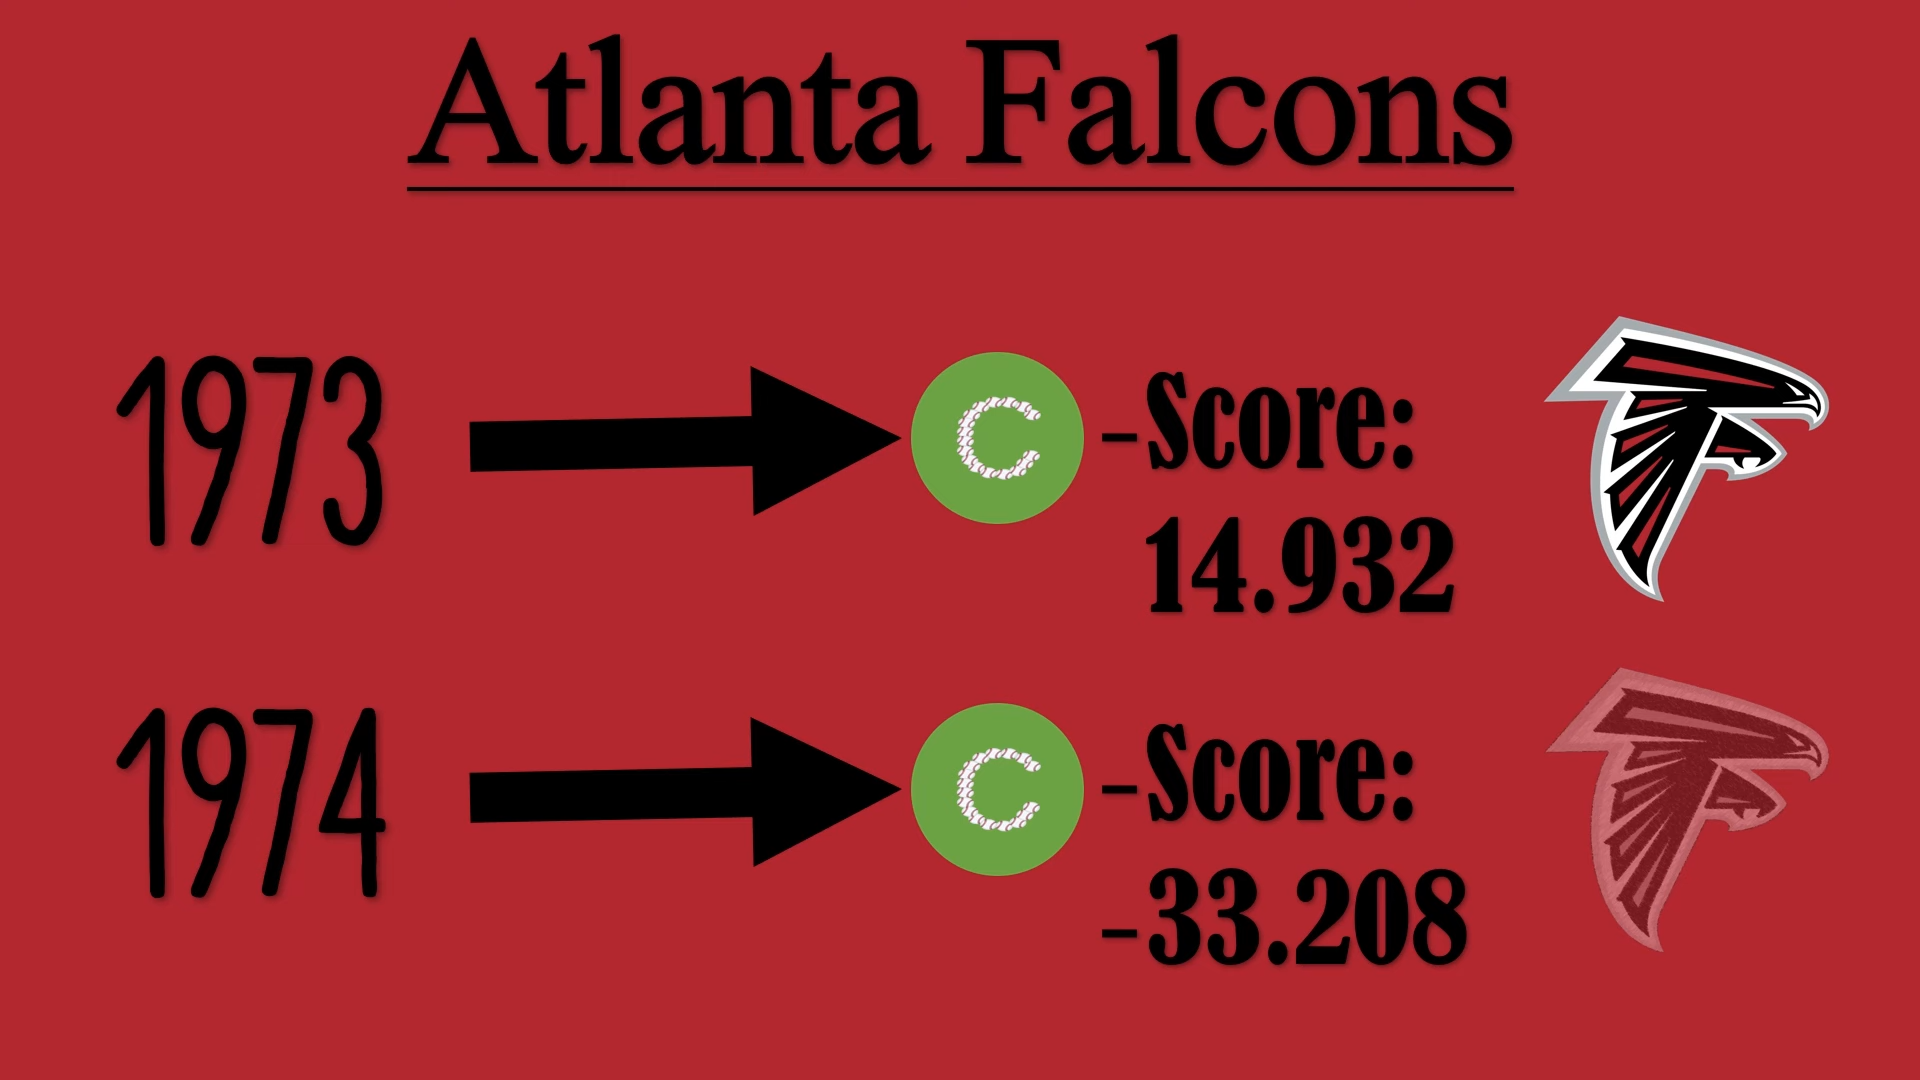 Atlanta Falcons
1973
C
-Score:
14.932
1974
C
-Score:
-33.208